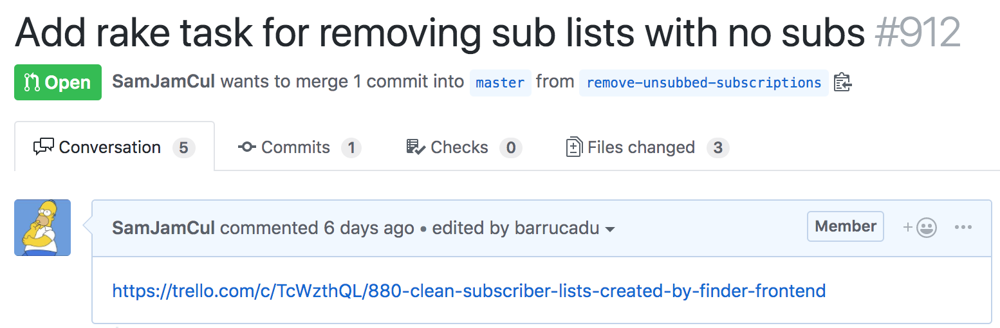 Add rake task for removing sub lists with no subs #912
Open SamJamCul wants to merge 1 commit into master from remove-unsubbed-subscriptions
Conversation 5 Commits 1 Checks 0 Files changed 3
SamJamCul commented 6 days ago • edited by barrucadu Member
https://trello.com/c/TcWzthQL/880-clean-subscriber-lists-created-by-finder-frontend